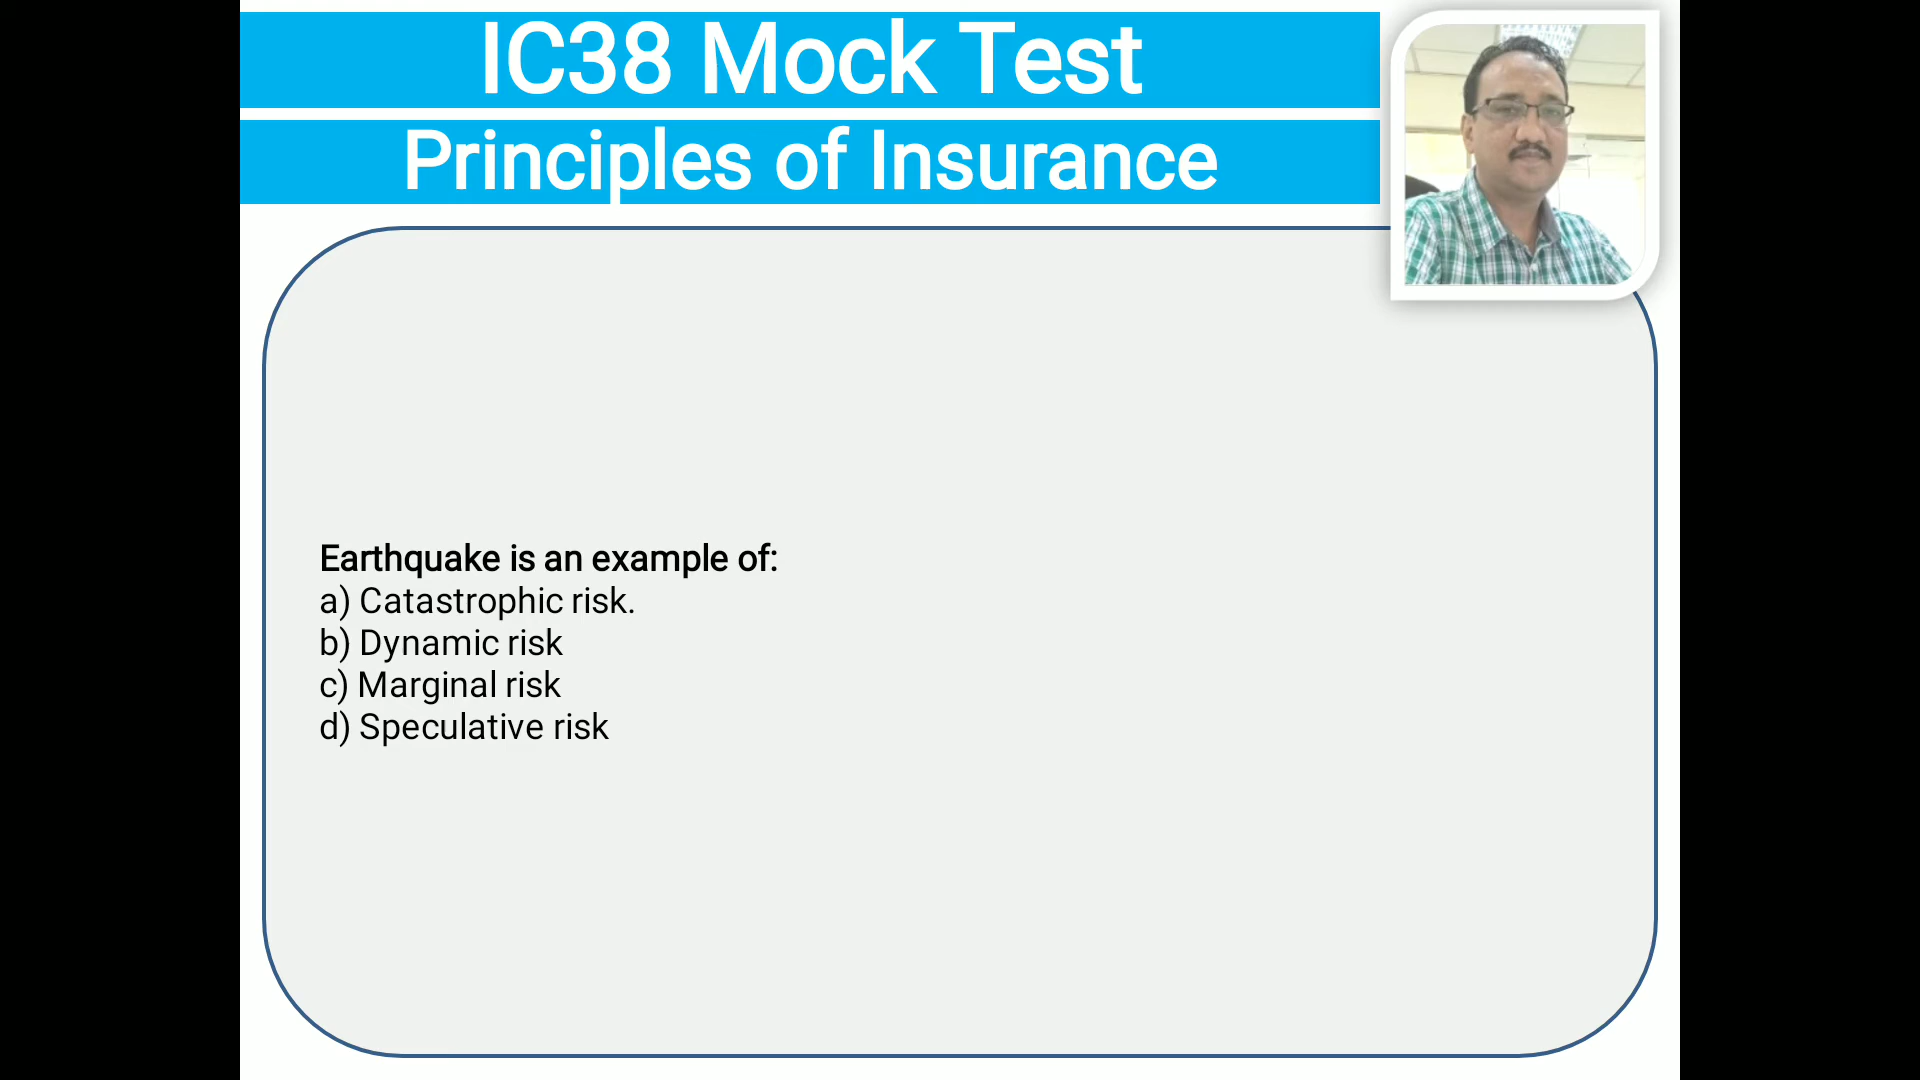 IC38 Mock Test
Principles of Insurance
Earthquake is an example of:
a) Catastrophic risk.
b) Dynamic risk
c) Marginal risk
d) Speculative risk